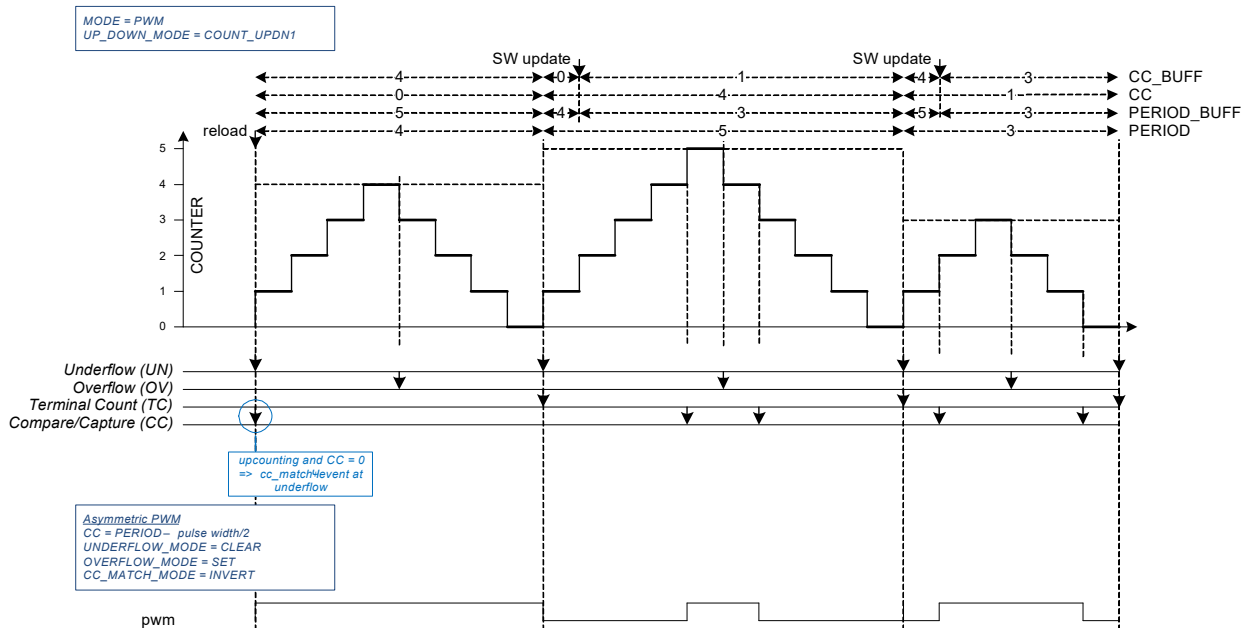 MODE = PWM
UP_DOWN_MODE = COUNT_UPDN1
SW update SW update
4 0 1 4 3 CC_BUFF
0 4 1 CC
5 4 3 5 3 PERIOD_BUFF
reload 4 5 3 PERIOD
5
4
3
2
1
0
COUNTER
Underflow (UN)
Overflow (OV)
Terminal Count (TC)
Compare/Capture (CC)
upcounting and CC = 0
=> cc_match event at
underflow
Asymmetric PWM
CC = PERIOD – pulse width/2
UNDERFLOW_MODE = CLEAR
OVERFLOW_MODE = SET
CC_MATCH_MODE = INVERT
pwm